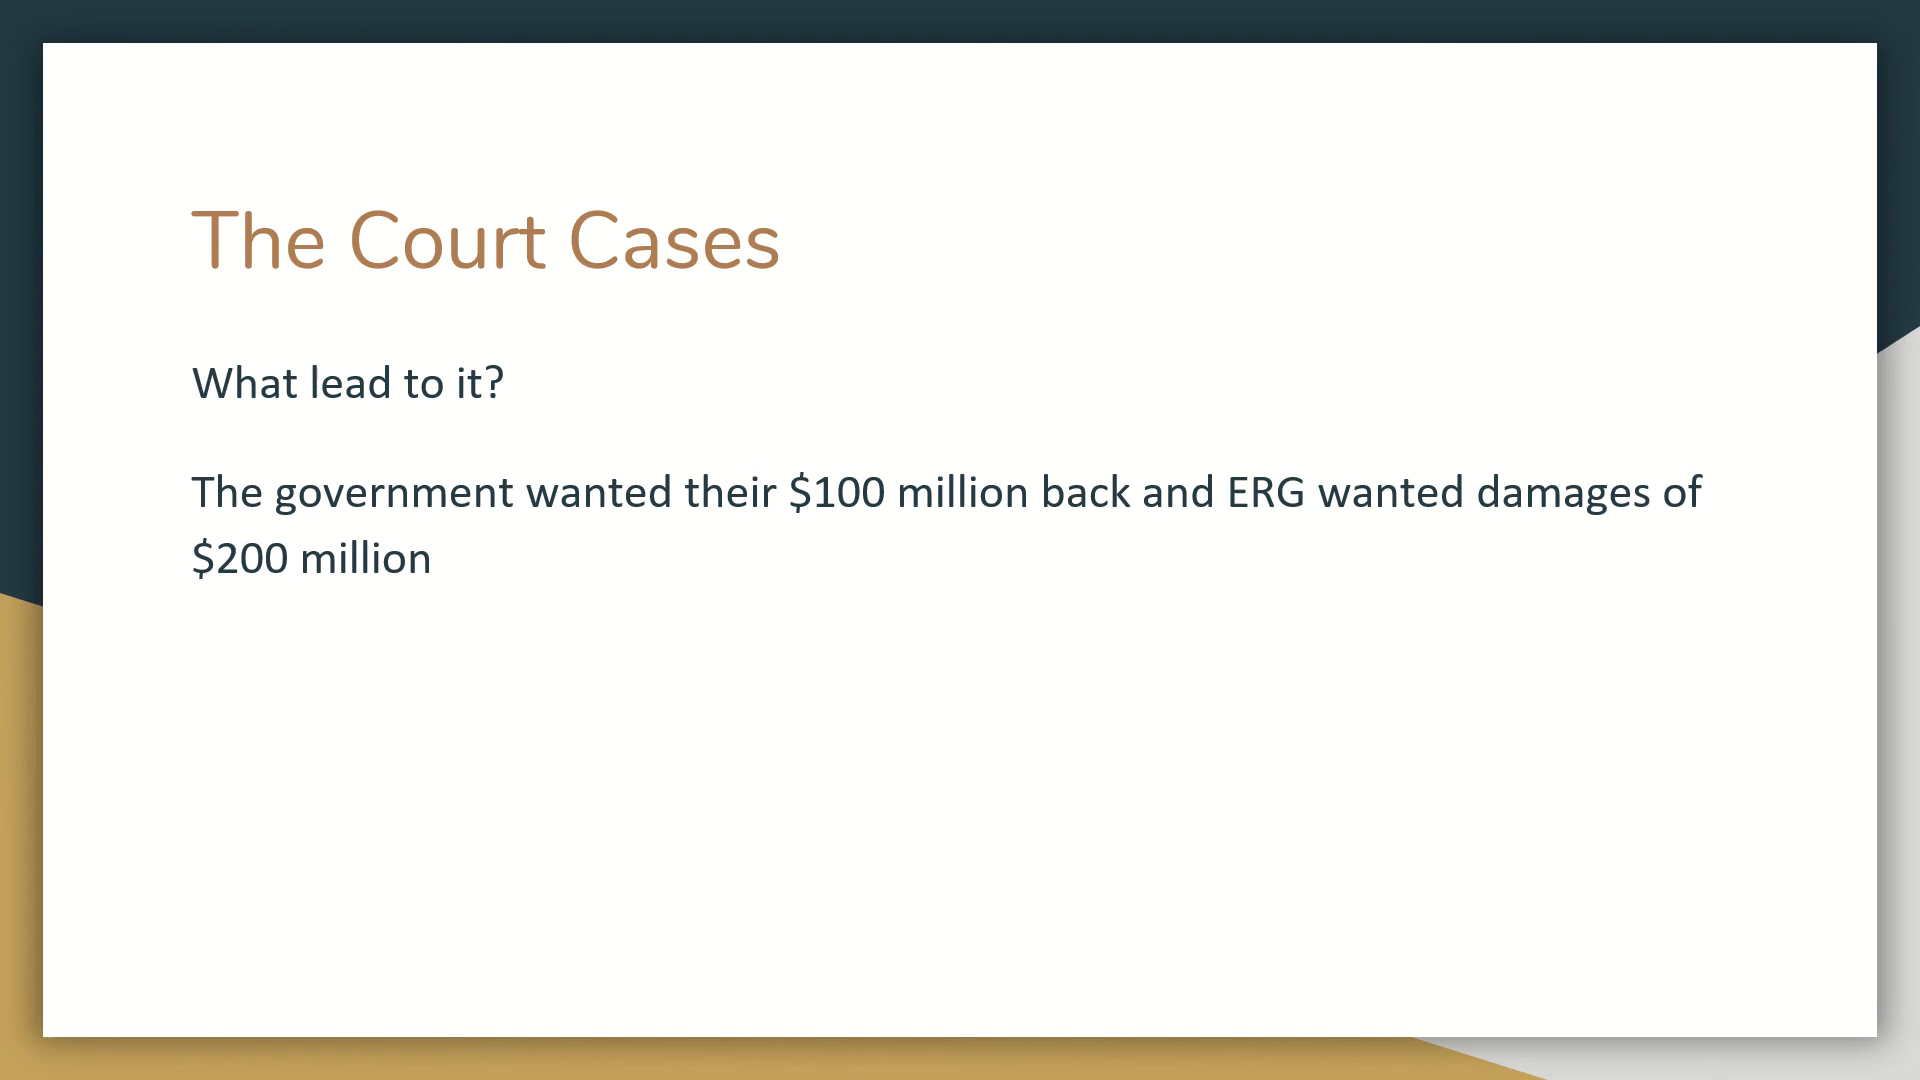 The Court Cases
What lead to it?
The government wanted their $100 million back and ERG wanted damages of
$200 million